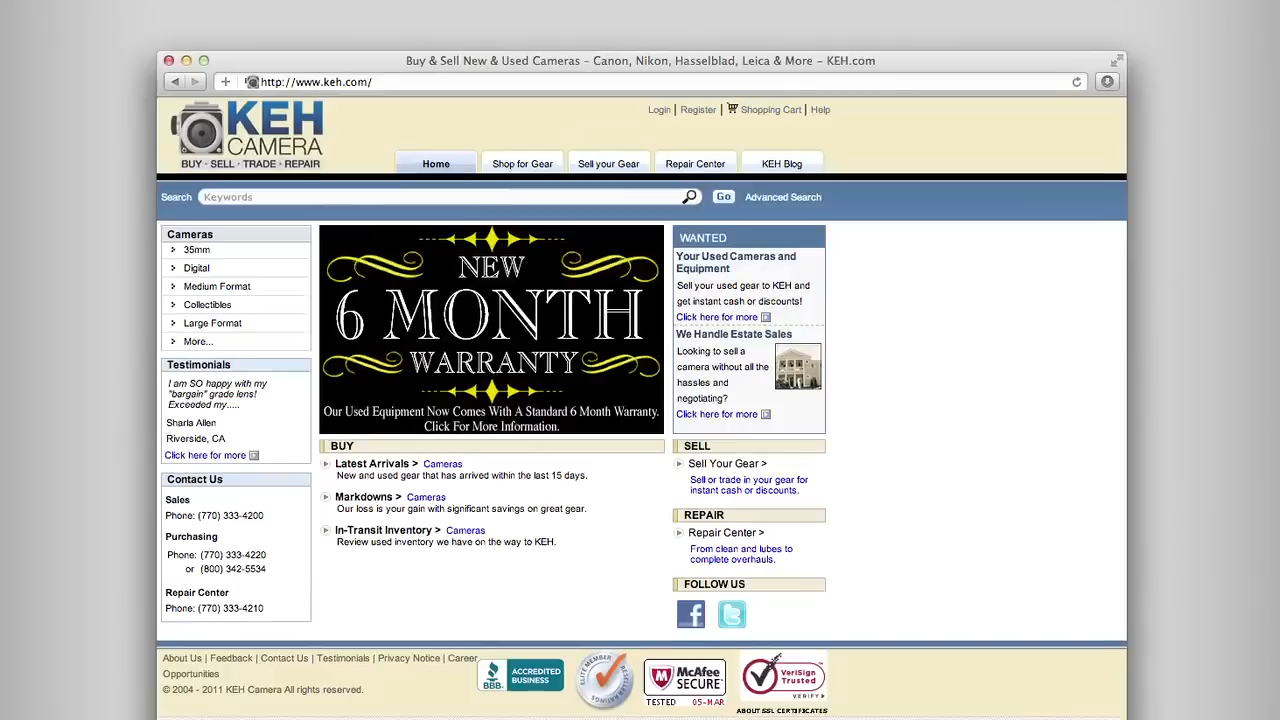 Buy & Sell New & Used Cameras – Canon, Nikon, Hasselblad, Leica & More – KEH.com
http://www.keh.com/
KEH
CAMERA
BUY · SELL · TRADE · REPAIR
Login | Register | Shopping Cart | Help
Home
Shop for Gear
Sell your Gear
Repair Center
KEH Blog
Search
Keywords
Go
Advanced Search
Cameras
35mm
Digital
Medium Format
Collectibles
Large Format
More...
Testimonials
I am SO happy with my
"bargain" grade lens!
Exceeded my.....
Sharla Allen
Riverside, CA
Click here for more
Contact Us
Sales
Phone: (770) 333-4200
Purchasing
Phone: (770) 333-4220
or (800) 342-5534
Repair Center
Phone: (770) 333-4210
NEW
6 MONTH
WARRANTY
Our Used Equipment Now Comes With A Standard 6 Month Warranty.
Click For More Information.
BUY
Latest Arrivals > Cameras
New and used gear that has arrived within the last 15 days.
Markdowns > Cameras
Our loss is your gain with significant savings on great gear.
In-Transit Inventory > Cameras
Review used inventory we have on the way to KEH.
WANTED
Your Used Cameras and
Equipment
Sell your used gear to KEH and
get instant cash or discounts!
Click here for more
We Handle Estate Sales
Looking to sell a
camera without all the
hassles and
negotiating?
Click here for more
SELL
Sell Your Gear >
Sell or trade in your gear for
instant cash or discounts.
REPAIR
Repair Center >
From clean and lubes to
complete overhauls.
FOLLOW US
About Us | Feedback | Contact Us | Testimonials | Privacy Notice | Career
Opportunities
© 2004 - 2011 KEH Camera All rights reserved.
BBB
ACCREDITED
BUSINESS
ELITE MEMBER
RESELLER RATINGS
McAfee
SECURE
TESTED 05-MAR
VeriSign
Trusted
VERIFY
ABOUT SSL CERTIFICATES